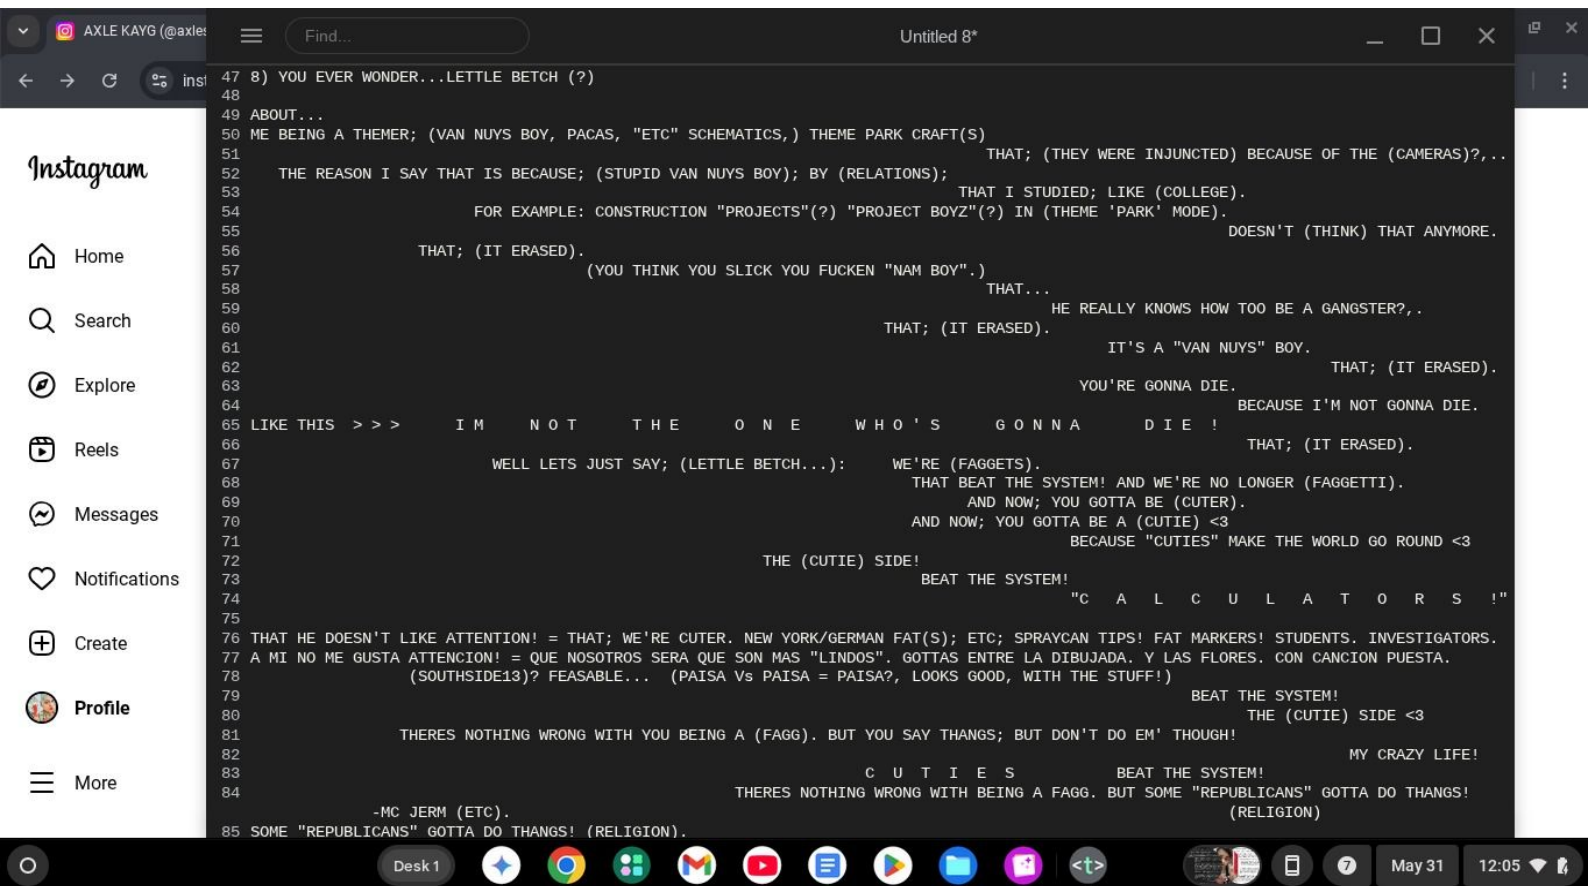 AXLE KAYG (@axles
Find...
Untitled 8*
inst
Instagram
Home
Search
Explore
Reels
Messages
Notifications
Create
Profile
More
47 8) YOU EVER WONDER...LETTLE BETCH (?)
48
49 ABOUT...
50 ME BEING A THEMER; (VAN NUYS BOY, PACAS, "ETC" SCHEMATICS,) THEME PARK CRAFT(S)
51 THAT; (THEY WERE INJUNCTED) BECAUSE OF THE (CAMERAS)?,..
52 THE REASON I SAY THAT IS BECAUSE; (STUPID VAN NUYS BOY); BY (RELATIONS);
53 THAT I STUDIED; LIKE (COLLEGE).
54 FOR EXAMPLE: CONSTRUCTION "PROJECTS"(?) "PROJECT BOYZ"(?) IN (THEME 'PARK' MODE).
55 DOESN'T (THINK) THAT ANYMORE.
56 THAT; (IT ERASED).
57 (YOU THINK YOU SLICK YOU FUCKEN "NAM BOY".)
58 THAT...
59 HE REALLY KNOWS HOW TOO BE A GANGSTER?,.
60 THAT; (IT ERASED).
61 IT'S A "VAN NUYS" BOY.
62 THAT; (IT ERASED).
63 YOU'RE GONNA DIE.
64 BECAUSE I'M NOT GONNA DIE.
65 LIKE THIS > > > I M N O T T H E O N E W H O ' S G O N N A D I E !
66 THAT; (IT ERASED).
67 WELL LETS JUST SAY; (LETTLE BETCH...): WE'RE (FAGGETS).
68 THAT BEAT THE SYSTEM! AND WE'RE NO LONGER (FAGGETTI).
69 AND NOW; YOU GOTTA BE (CUTER).
70 AND NOW; YOU GOTTA BE A (CUTIE) <3
71 BECAUSE "CUTIES" MAKE THE WORLD GO ROUND <3
72 THE (CUTIE) SIDE!
73 BEAT THE SYSTEM!
74 "C A L C U L A T O R S !"
75
76 THAT HE DOESN'T LIKE ATTENTION! = THAT; WE'RE CUTER. NEW YORK/GERMAN FAT(S); ETC; SPRAYCAN TIPS! FAT MARKERS! STUDENTS. INVESTIGATORS.
77 A MI NO ME GUSTA ATTENCION! = QUE NOSOTROS SERA QUE SON MAS "LINDOS". GOTTAS ENTRE LA DIBUJADA. Y LAS FLORES. CON CANCION PUESTA.
78 (SOUTHSIDE13)? FEASABLE... (PAISA Vs PAISA = PAISA?, LOOKS GOOD, WITH THE STUFF!)
79 BEAT THE SYSTEM!
80 THE (CUTIE) SIDE <3
81 THERES NOTHING WRONG WITH YOU BEING A (FAGG). BUT YOU SAY THANGS; BUT DON'T DO EM' THOUGH!
82 MY CRAZY LIFE!
83 C U T I E S BEAT THE SYSTEM!
84 THERES NOTHING WRONG WITH BEING A FAGG. BUT SOME "REPUBLICANS" GOTTA DO THANGS!
-MC JERM (ETC). (RELIGION)
85 SOME "REPUBLICANS" GOTTA DO THANGS! (RELIGION).
Desk 1
<t>
7
May 31
12:05